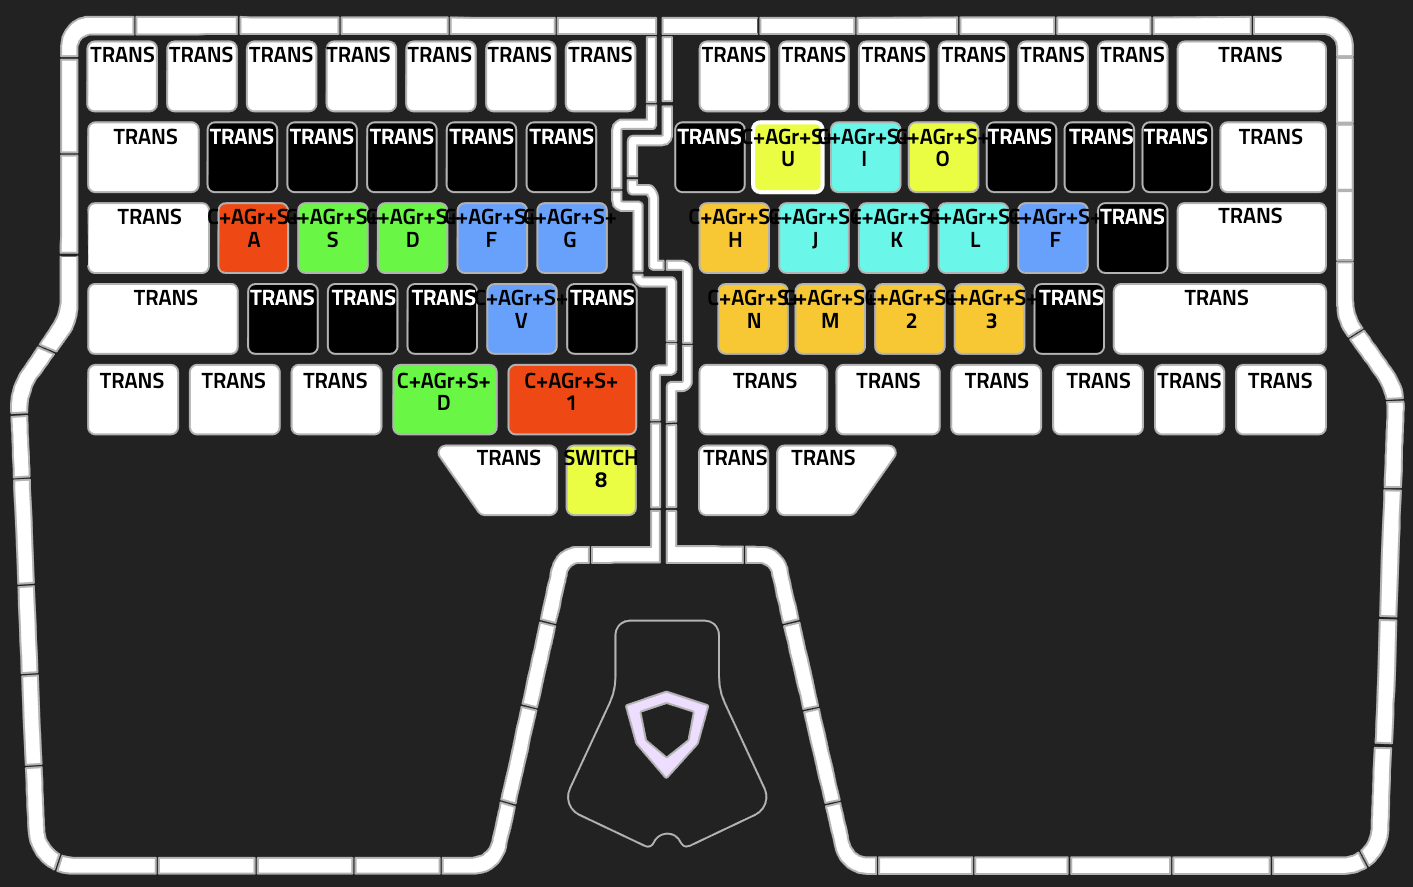 TRANS TRANS TRANS TRANS TRANS TRANS TRANS TRANS TRANS TRANS TRANS TRANS TRANS TRANS
TRANS TRANS TRANS TRANS TRANS TRANS TRANS C+AGr+S+ C+AGr+S+ C+AGr+S+ TRANS TRANS TRANS TRANS
U I O
TRANS C+AGr+S+ C+AGr+S+ C+AGr+S+ C+AGr+S+ C+AGr+S+ C+AGr+S+ C+AGr+S+ C+AGr+S+ C+AGr+S+ C+AGr+S+ TRANS TRANS
A S D F G H J K L F
TRANS TRANS TRANS TRANS C+AGr+S+ TRANS C+AGr+S+ C+AGr+S+ C+AGr+S+ C+AGr+S+ TRANS TRANS
V N M 2 3
TRANS TRANS TRANS C+AGr+S+ C+AGr+S+ TRANS TRANS TRANS TRANS TRANS TRANS
D 1
TRANS SWITCH TRANS TRANS
8